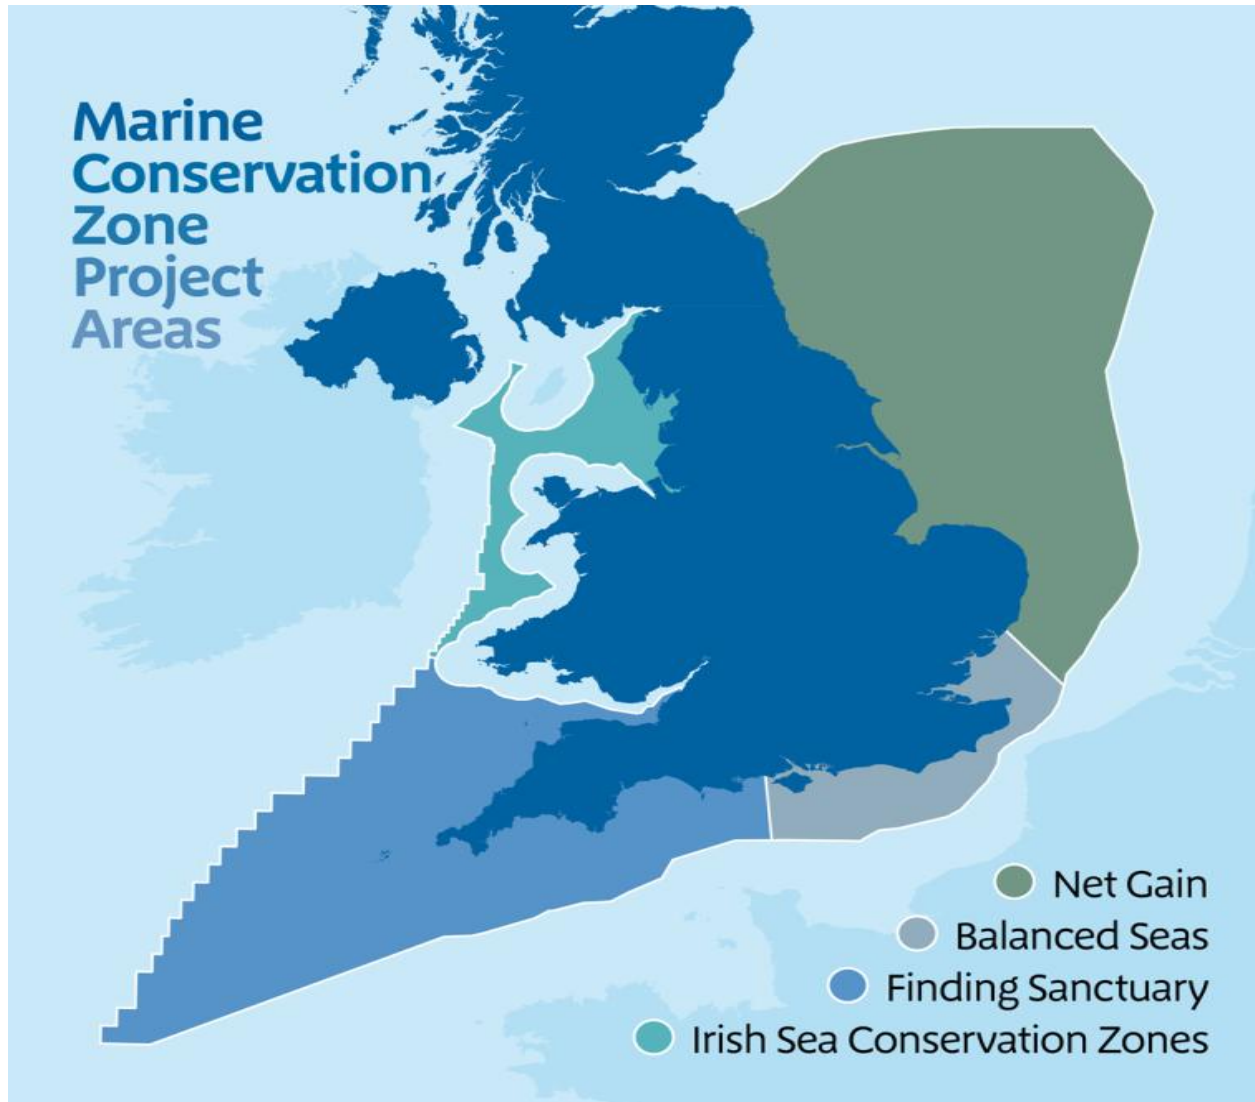 Marine
Conservation
Zone
Project
Areas
Net Gain
Balanced Seas
Finding Sanctuary
Irish Sea Conservation Zones